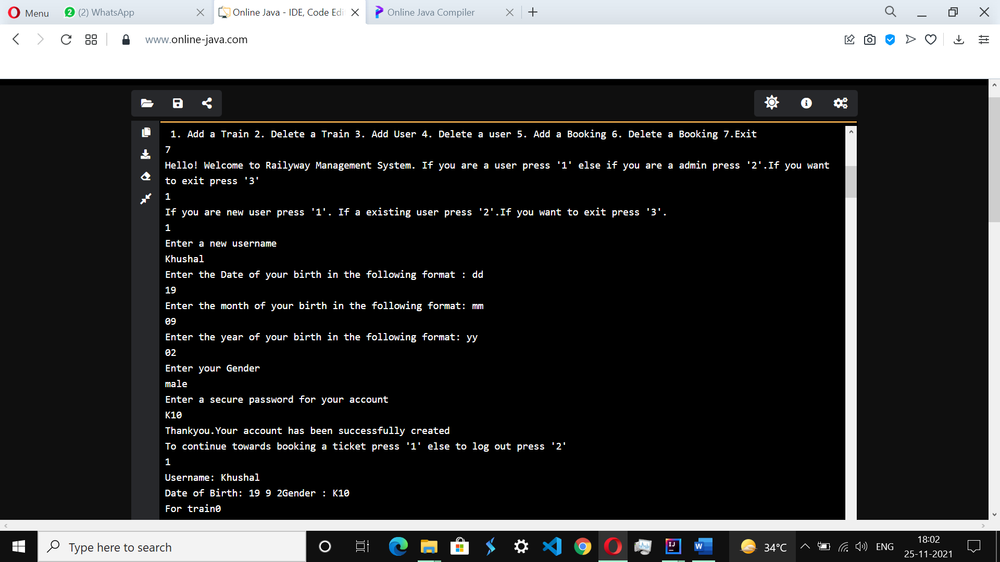 Menu
2 (2) WhatsApp
Online Java - IDE, Code Edi
Online Java Compiler
www.online-java.com
1. Add a Train 2. Delete a Train 3. Add User 4. Delete a user 5. Add a Booking 6. Delete a Booking 7.Exit
7
Hello! Welcome to Railyway Management System. If you are a user press '1' else if you are a admin press '2'.If you want
to exit press '3'
1
If you are new user press '1'. If a existing user press '2'.If you want to exit press '3'.
1
Enter a new username
Khushal
Enter the Date of your birth in the following format : dd
19
Enter the month of your birth in the following format: mm
09
Enter the year of your birth in the following format: yy
02
Enter your Gender
male
Enter a secure password for your account
K10
Thankyou.Your account has been successfully created
To continue towards booking a ticket press '1' else to log out press '2'
1
Username: Khushal
Date of Birth: 19 9 2Gender : K10
For train0
Type here to search
IJ
W
34°C
ENG
18:02
25-11-2021